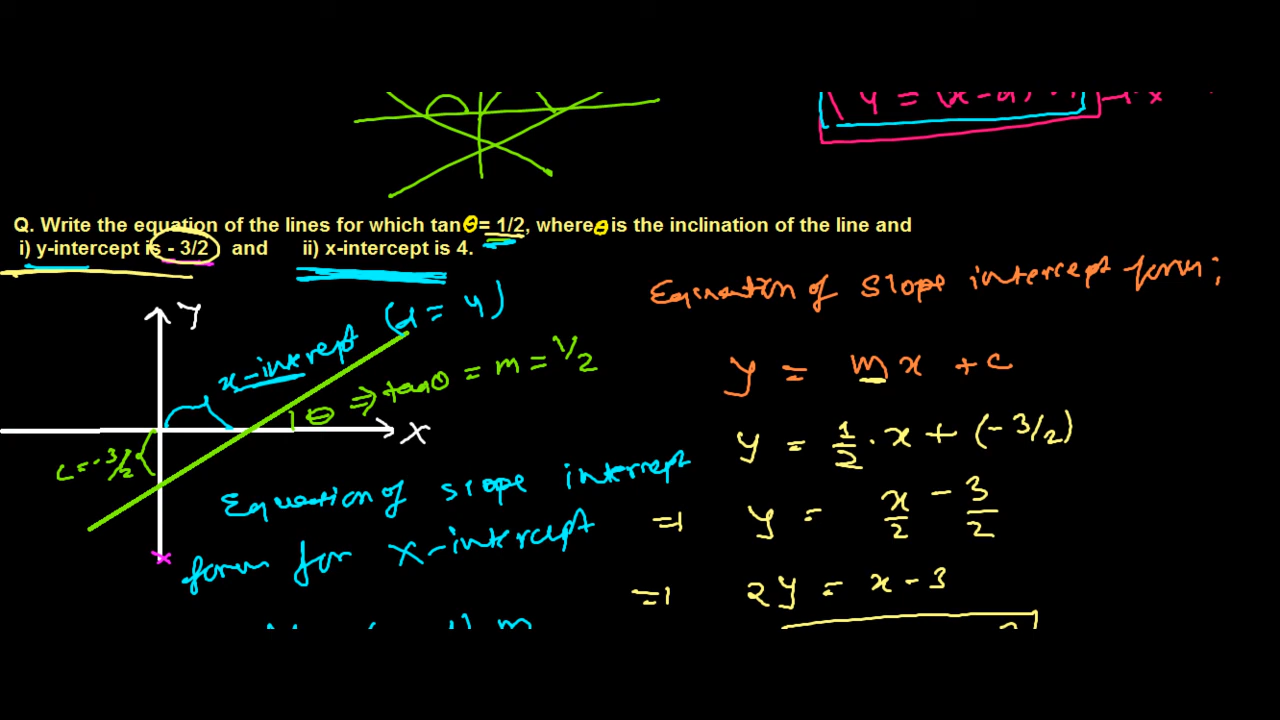 y = (x-d) · m
Q. Write the equation of the lines for which tan θ = 1/2, where θ is the inclination of the line and
i) y-intercept is - 3/2 and ii) x-intercept is 4.
Equation of slope intercept form;
Y
x-intercept (d = 4)
θ ⇒ tanθ = m = 1/2
X
c = -3/2
y = mx + c
y = 1/2 · x + (-3/2)
⇒ y = x/2 - 3/2
⇒ 2y = x - 3
Equation of slope intercept
form for x-intercept